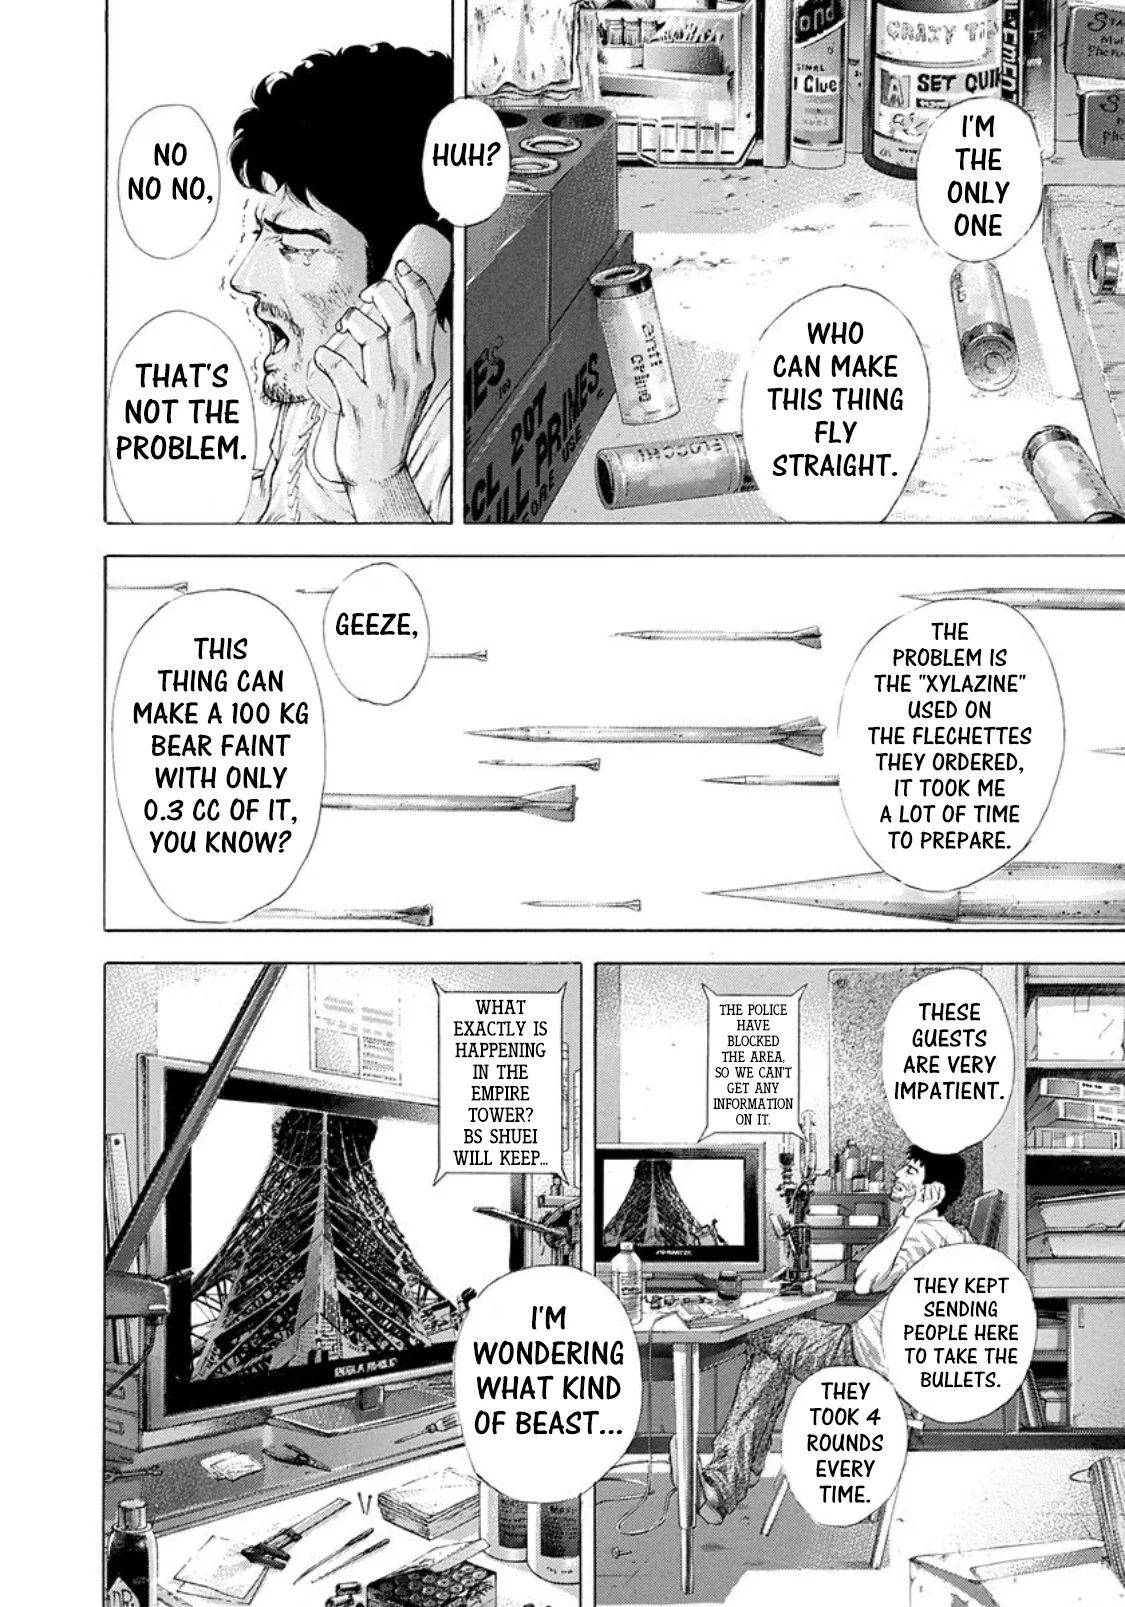 I'M
THE
ONLY
ONE
WHO
CAN MAKE
THIS THING
FLY
STRAIGHT.
HUH?
NO
NO NO,
THAT'S
NOT THE
PROBLEM.
CRAZY
SET
Glue
207
PRIMES
USE
THE
PROBLEM IS
THE "XYLAZINE"
USED ON
THE FLECHETTES
THEY ORDERED,
IT TOOK ME
A LOT OF TIME
TO PREPARE.
GEEZE,
THIS
THING CAN
MAKE A 100 KG
BEAR FAINT
WITH ONLY
0.3 CC OF IT,
YOU KNOW?
THESE
GUESTS
ARE VERY
IMPATIENT.
THE POLICE
HAVE
BLOCKED
THE AREA,
SO WE CAN'T
GET ANY
INFORMATION
ON IT.
THEY KEPT
SENDING
PEOPLE HERE
TO TAKE THE
BULLETS.
THEY
TOOK 4
ROUNDS
EVERY
TIME.
WHAT
EXACTLY IS
HAPPENING
IN THE
EMPIRE
TOWER?
BS SHUEI
WILL KEEP...
I'M
WONDERING
WHAT KIND
OF BEAST...